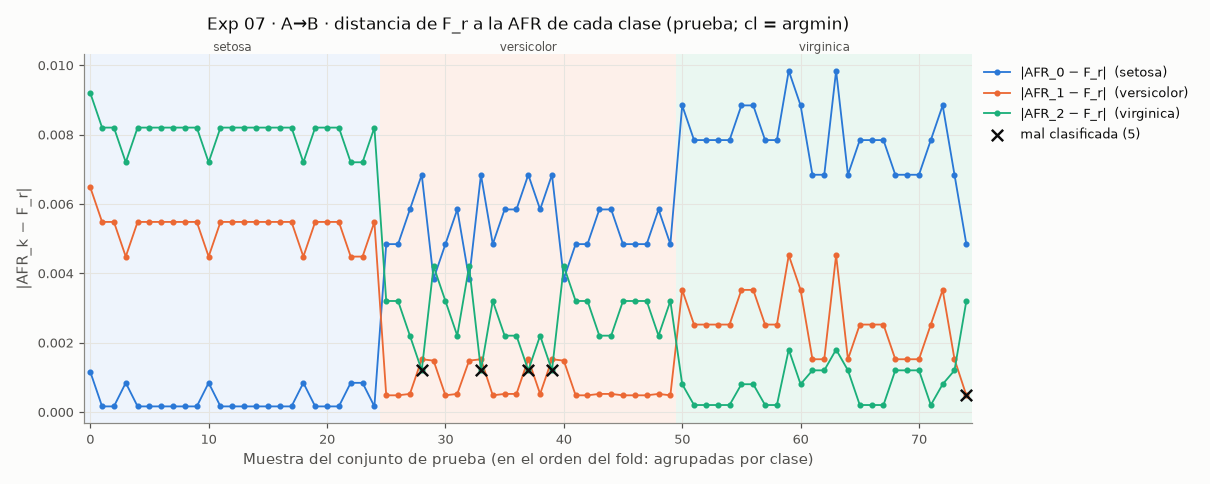 Exp 07 · A→B · distancia de F_r a la AFR de cada clase (prueba; cl = argmin)
setosa versicolor virginica
|AFR_0 − F_r| (setosa)
|AFR_1 − F_r| (versicolor)
|AFR_2 − F_r| (virginica)
mal clasificada (5)
|AFR_k − F_r|
0.010
0.008
0.006
0.004
0.002
0.000
0 10 20 30 40 50 60 70
Muestra del conjunto de prueba (en el orden del fold: agrupadas por clase)